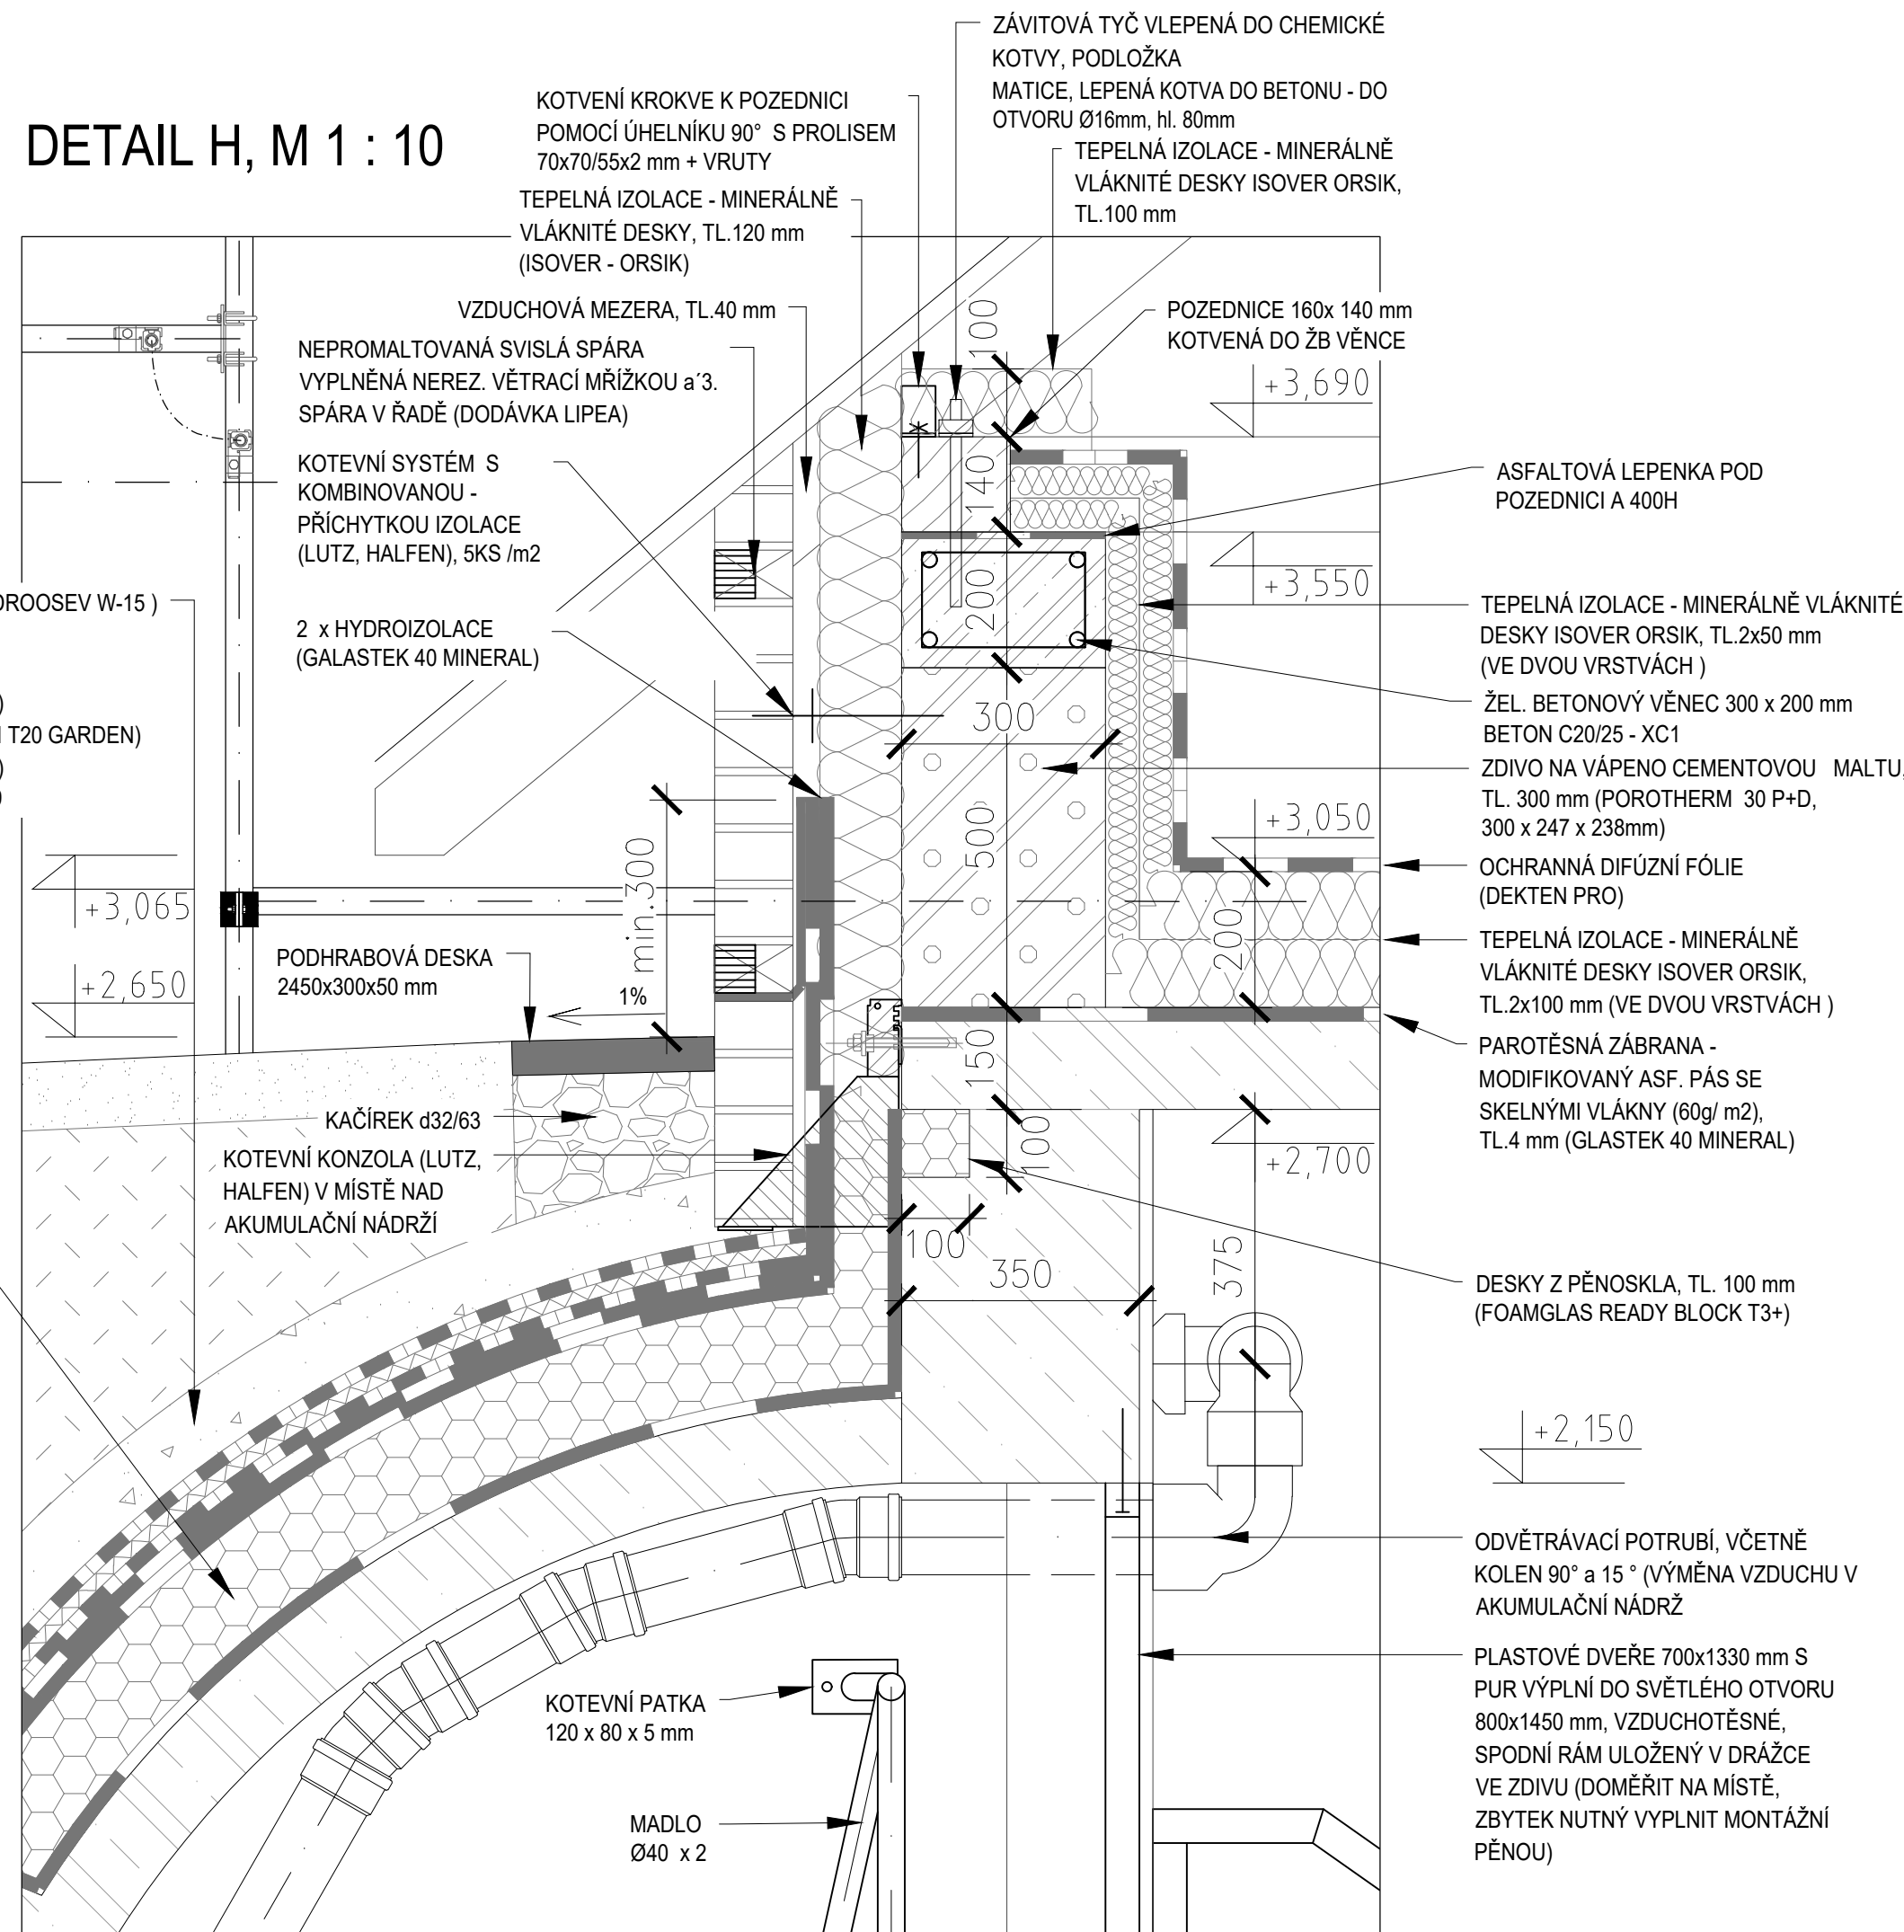 DETAIL H, M 1 : 10
ZÁVITOVÁ TYČ VLEPENÁ DO CHEMICKÉ
KOTVY, PODLOŽKA
MATICE, LEPENÁ KOTVA DO BETONU - DO
OTVORU Ø16mm, hl. 80mm
KOTVENÍ KROKVE K POZEDNICI
POMOCÍ ÚHELNÍKU 90° S PROLISEM
70x70/55x2 mm + VRUTY
TEPELNÁ IZOLACE - MINERÁLNĚ
VLÁKNITÉ DESKY ISOVER ORSIK,
TL.100 mm
TEPELNÁ IZOLACE - MINERÁLNĚ
VLÁKNITÉ DESKY, TL.120 mm
(ISOVER - ORSIK)
VZDUCHOVÁ MEZERA, TL.40 mm
POZEDNICE 160x 140 mm
KOTVENÁ DO ŽB VĚNCE
NEPROMALTOVANÁ SVISLÁ SPÁRA
VYPLNĚNÁ NEREZ. VĚTRACÍ MŘÍŽKOU a´3.
SPÁRA V ŘADĚ (DODÁVKA LIPEA)
KOTEVNÍ SYSTÉM S
KOMBINOVANOU -
PŘÍCHYTKOU IZOLACE
(LUTZ, HALFEN), 5KS /m2
2 x HYDROIZOLACE
(GALASTEK 40 MINERAL)
DROOSEV W-15 )
)
T20 GARDEN)
)
100
140
200
300
500
200
150
100
100
350
375
min.300
1%
+3,690
+3,550
+3,050
+2,700
+2,150
+3,065
+2,650
ASFALTOVÁ LEPENKA POD
POZEDNICI A 400H
TEPELNÁ IZOLACE - MINERÁLNĚ VLÁKNITÉ
DESKY ISOVER ORSIK, TL.2x50 mm
(VE DVOU VRSTVÁCH )
ŽEL. BETONOVÝ VĚNEC 300 x 200 mm
BETON C20/25 - XC1
ZDIVO NA VÁPENO CEMENTOVOU MALTU,
TL. 300 mm (POROTHERM 30 P+D,
300 x 247 x 238mm)
OCHRANNÁ DIFÚZNÍ FÓLIE
(DEKTEN PRO)
TEPELNÁ IZOLACE - MINERÁLNĚ
VLÁKNITÉ DESKY ISOVER ORSIK,
TL.2x100 mm (VE DVOU VRSTVÁCH )
PAROTĚSNÁ ZÁBRANA -
MODIFIKOVANÝ ASF. PÁS SE
SKELNÝMI VLÁKNY (60g/ m2),
TL.4 mm (GLASTEK 40 MINERAL)
PODHRABOVÁ DESKA
2450x300x50 mm
KAČÍREK d32/63
KOTEVNÍ KONZOLA (LUTZ,
HALFEN) V MÍSTĚ NAD
AKUMULAČNÍ NÁDRŽÍ
DESKY Z PĚNOSKLA, TL. 100 mm
(FOAMGLAS READY BLOCK T3+)
ODVĚTRÁVACÍ POTRUBÍ, VČETNĚ
KOLEN 90° a 15 ° (VÝMĚNA VZDUCHU V
AKUMULAČNÍ NÁDRŽ
PLASTOVÉ DVEŘE 700x1330 mm S
PUR VÝPLNÍ DO SVĚTLÉHO OTVORU
800x1450 mm, VZDUCHOTĚSNÉ,
SPODNÍ RÁM ULOŽENÝ V DRÁŽCE
VE ZDIVU (DOMĚŘIT NA MÍSTĚ,
ZBYTEK NUTNÝ VYPLNIT MONTÁŽNÍ
PĚNOU)
KOTEVNÍ PATKA
120 x 80 x 5 mm
MADLO
Ø40 x 2